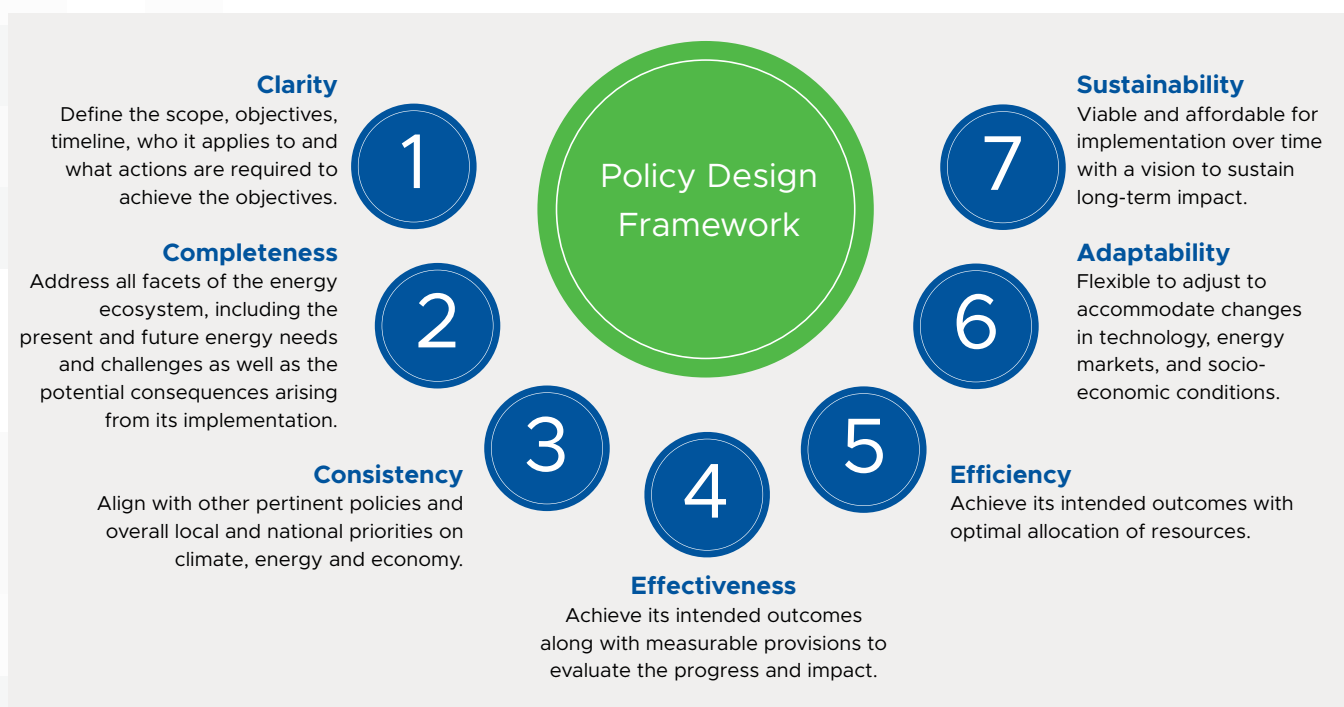 Policy Design
Framework
1
Clarity
Define the scope, objectives,
timeline, who it applies to and
what actions are required to
achieve the objectives.
2
Completeness
Address all facets of the energy
ecosystem, including the
present and future energy needs
and challenges as well as the
potential consequences arising
from its implementation.
3
Consistency
Align with other pertinent policies and
overall local and national priorities on
climate, energy and economy.
4
Effectiveness
Achieve its intended outcomes
along with measurable provisions to
evaluate the progress and impact.
5
Efficiency
Achieve its intended outcomes with
optimal allocation of resources.
6
Adaptability
Flexible to adjust to
accommodate changes
in technology, energy
markets, and socio-
economic conditions.
7
Sustainability
Viable and affordable for
implementation over time
with a vision to sustain
long-term impact.